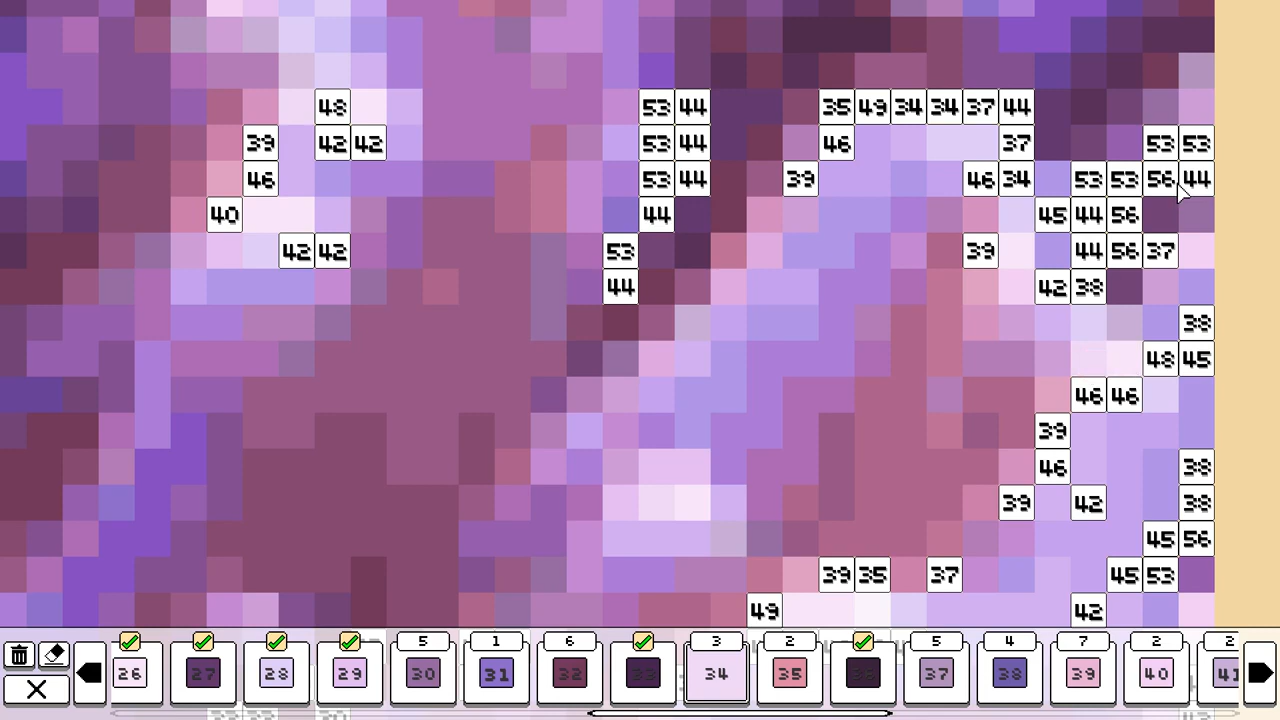 48 53 44 35 49 34 34 37 44
39 42 42 53 44 46 37 53 53
46 53 44 39 46 34 53 53 56 44
40 44 45 44 56
42 42 53 39 44 56 37
44 42 38
38
48 45
46 46
39
46 38
39 42 38
45 56
39 35 37 45 53
49 42
5 1 6 3 2 5 4 7 2 2
26 27 28 29 30 31 32 33 34 35 37 38 39 40 41